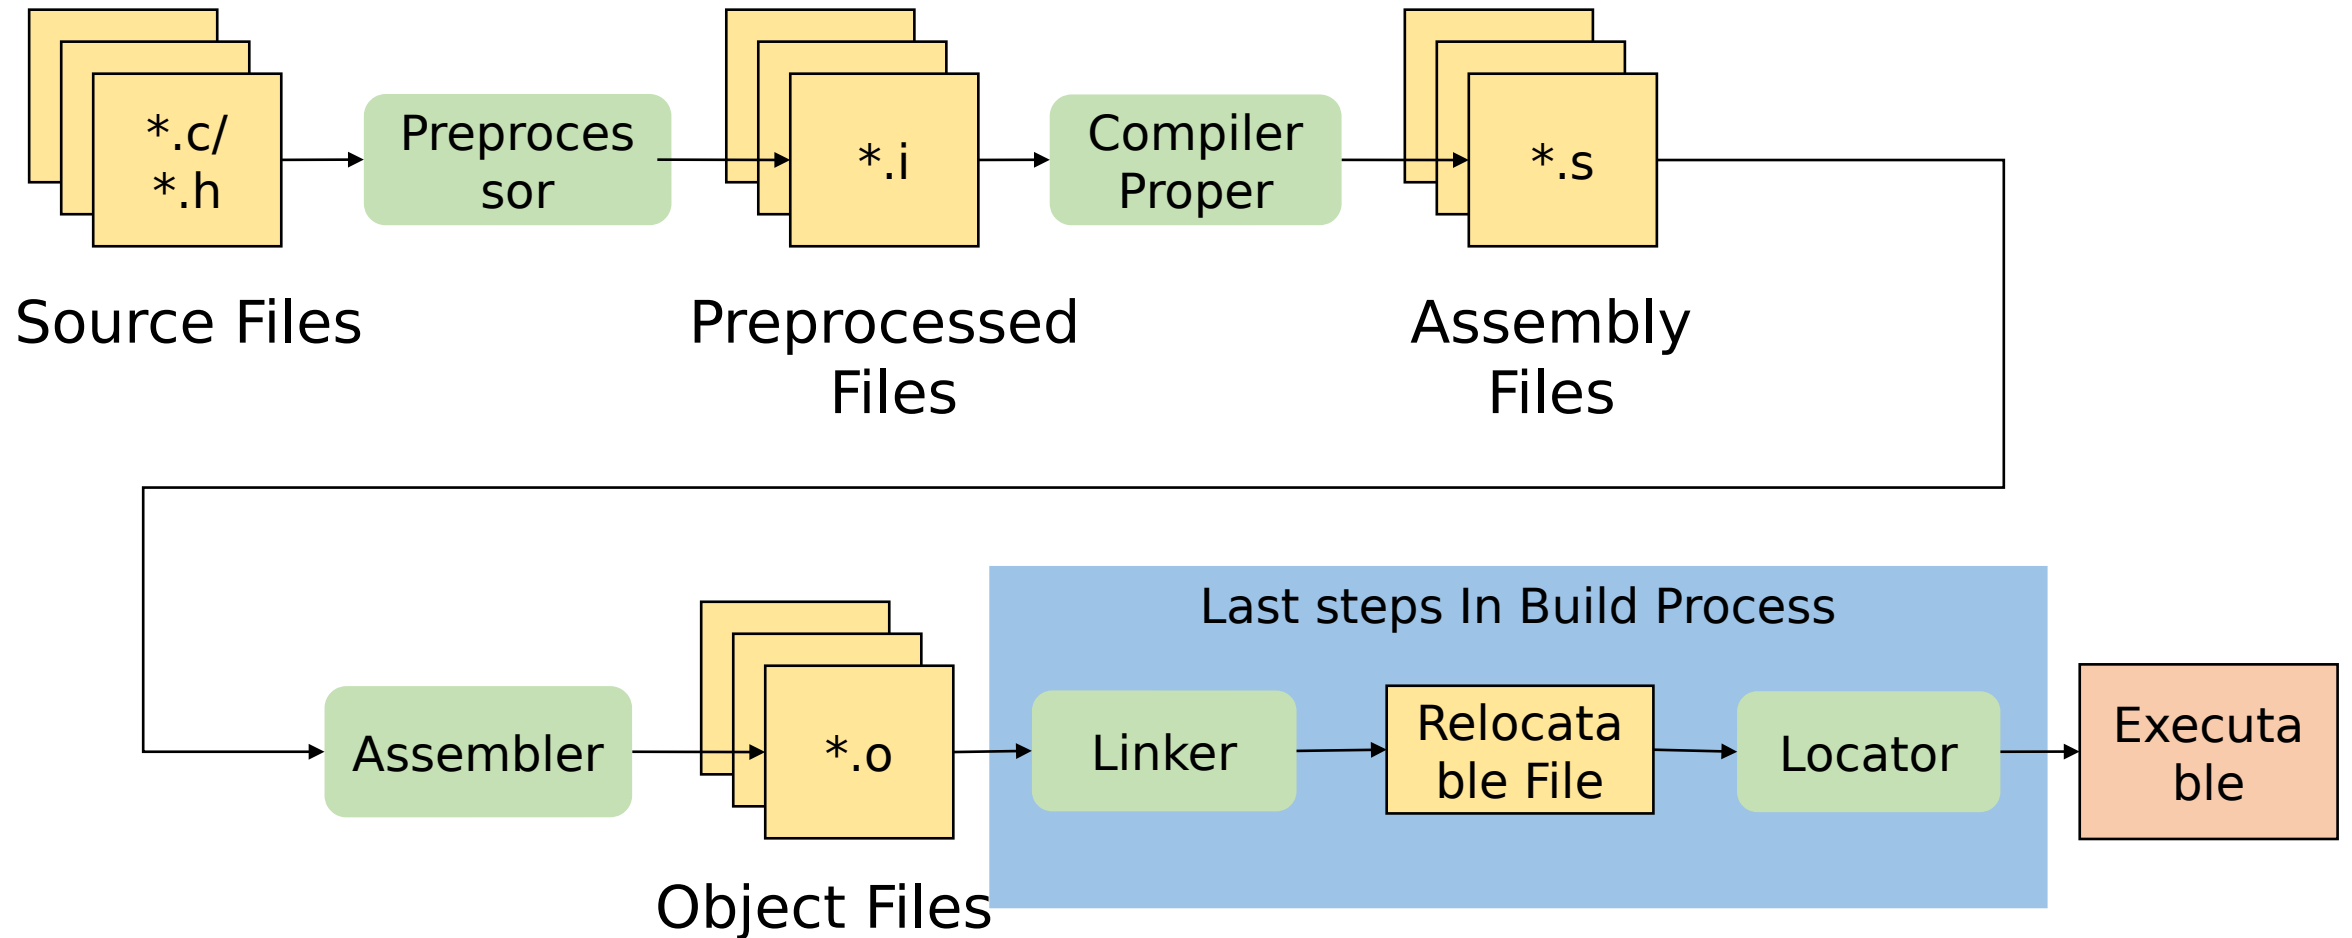 *.c/
*.h
Preproces
sor
*.i
Compiler
Proper
*.s
Source Files
Preprocessed
Files
Assembly
Files
Last steps In Build Process
Assembler
*.o
Linker
Relocata
ble File
Locator
Executa
ble
Object Files